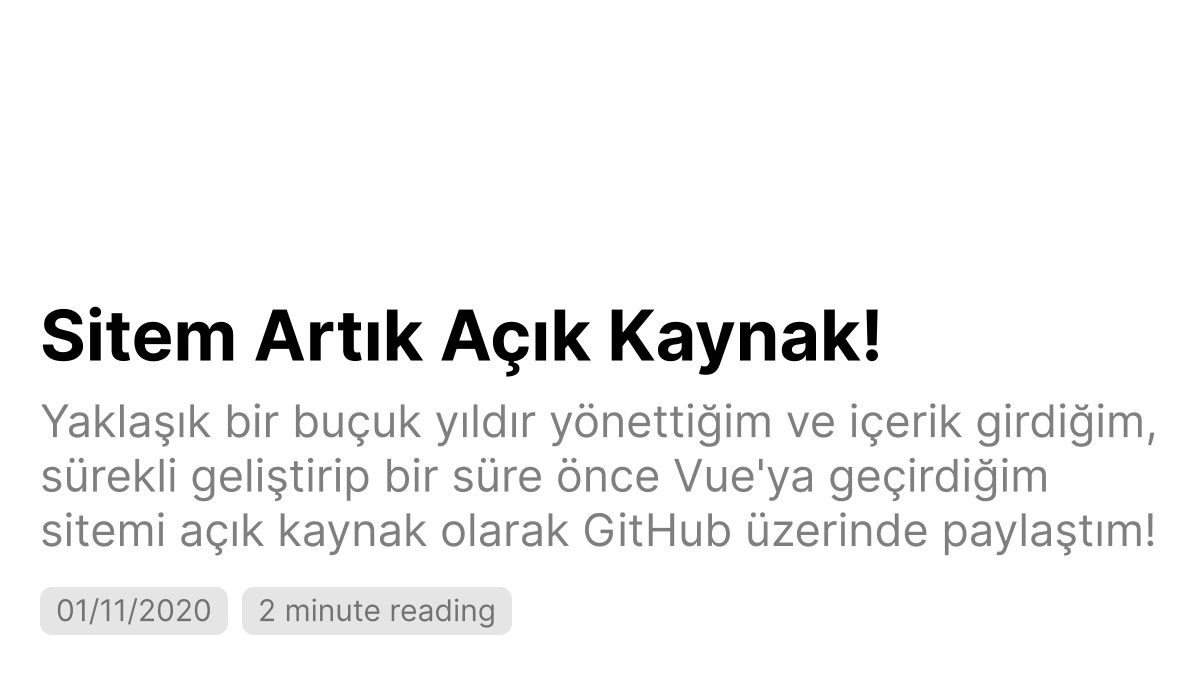 Sitem Artık Açık Kaynak!
Yaklaşık bir buçuk yıldır yönettiğim ve içerik girdiğim,
sürekli geliştirip bir süre önce Vue'ya geçirdiğim
sitemi açık kaynak olarak GitHub üzerinde paylaştım!
01/11/2020 2 minute reading